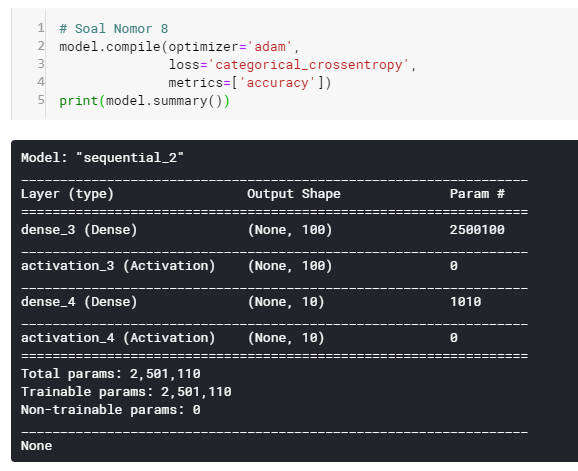 1 # Soal Nomor 8
2 model.compile(optimizer='adam',
3               loss='categorical_crossentropy',
4               metrics=['accuracy'])
5 print(model.summary())
Model: "sequential_2"
_________________________________________________________________
Layer (type)                 Output Shape              Param #
=================================================================
dense_3 (Dense)              (None, 100)               2500100
_________________________________________________________________
activation_3 (Activation)    (None, 100)               0
_________________________________________________________________
dense_4 (Dense)              (None, 10)                1010
_________________________________________________________________
activation_4 (Activation)    (None, 10)                0
=================================================================
Total params: 2,501,110
Trainable params: 2,501,110
Non-trainable params: 0
_________________________________________________________________
None